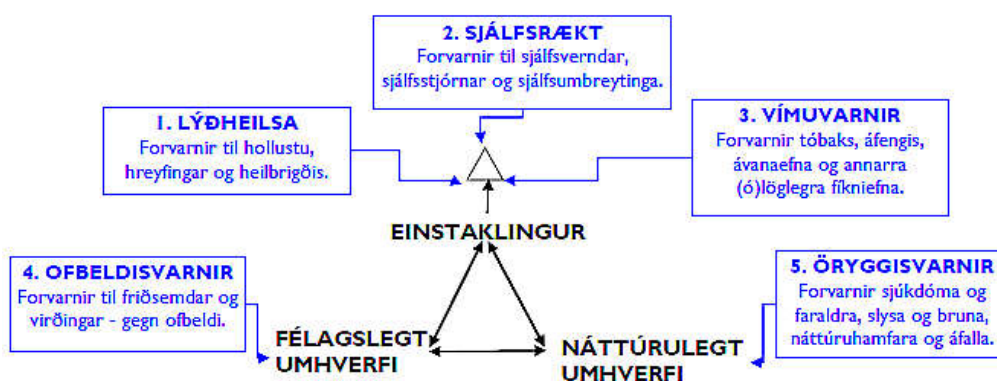 2. SJÁLFSRÆKT
Forvarnir til sjálfsverndar,
sjálfsstjórnar og sjálfsumbreytinga.
1. LÝÐHEILSA
Forvarnir til hollustu,
hreyfingar og heilbrigðis.
3. VÍMUVARNIR
Forvarnir tóbaks, áfengis,
ávanaefna og annarra
(ó)löglegra fíkniefna.
EINSTAKLINGUR
4. OFBELDISVARNIR
Forvarnir til friðsemdar og
virðingar - gegn ofbeldi.
5. ÖRYGGISVARNIR
Forvarnir sjúkdóma og
faraldra, slysa og bruna,
náttúruhamfara og áfalla.
FÉLAGSLEGT
UMHVERFI
NÁTTÚRULEGT
UMHVERFI